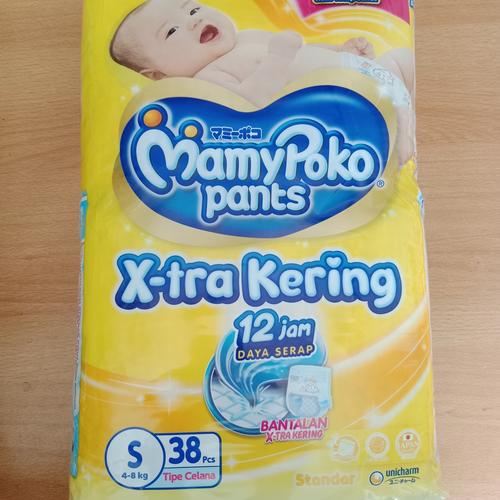 マミーポコ
MamyPoko®
pants
X-tra Kering
12 jam
DAYA SERAP
BANTALAN
X-TRA KERING
S
4-8 kg
38 Pcs
Tipe Celana
Standar
unicharm
ユニ・チャーム